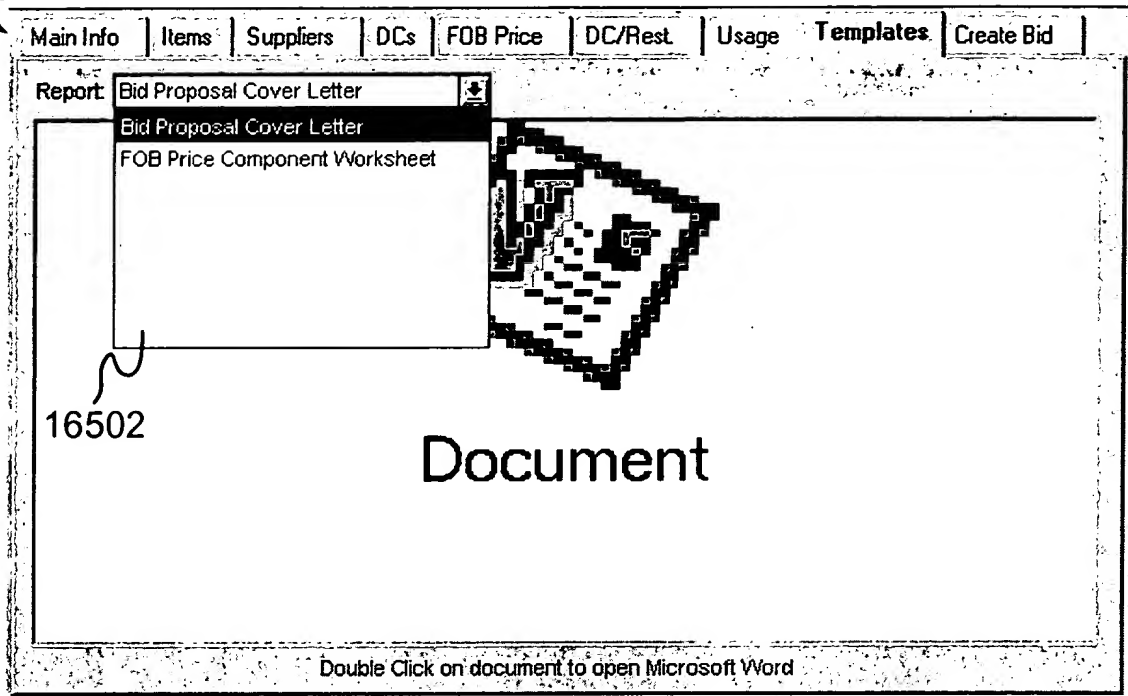 Main Info Items Suppliers DCs FOB Price DC/Rest. Usage Templates Create Bid
Report: Bid Proposal Cover Letter
Bid Proposal Cover Letter
FOB Price Component Worksheet
16502
Document
Double Click on document to open Microsoft Word